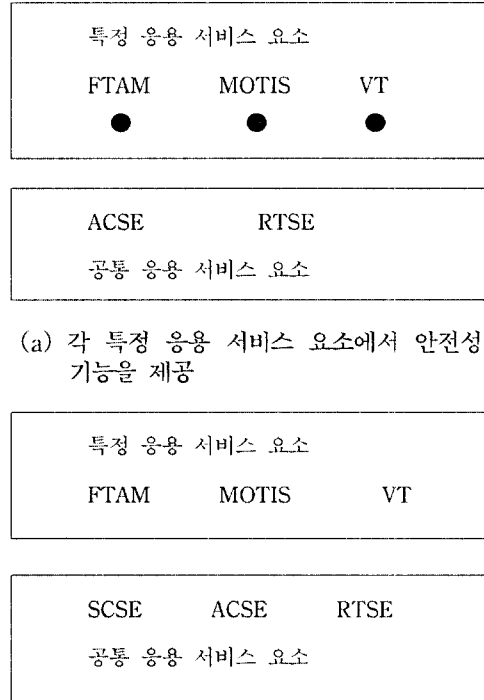 특정 응용 서비스 요소
FTAM MOTIS VT
ACSE RTSE
공통 응용 서비스 요소
(a) 각 특정 응용 서비스 요소에서 안전성
기능을 제공
특정 응용 서비스 요소
FTAM MOTIS VT
SCSE ACSE RTSE
공통 응용 서비스 요소